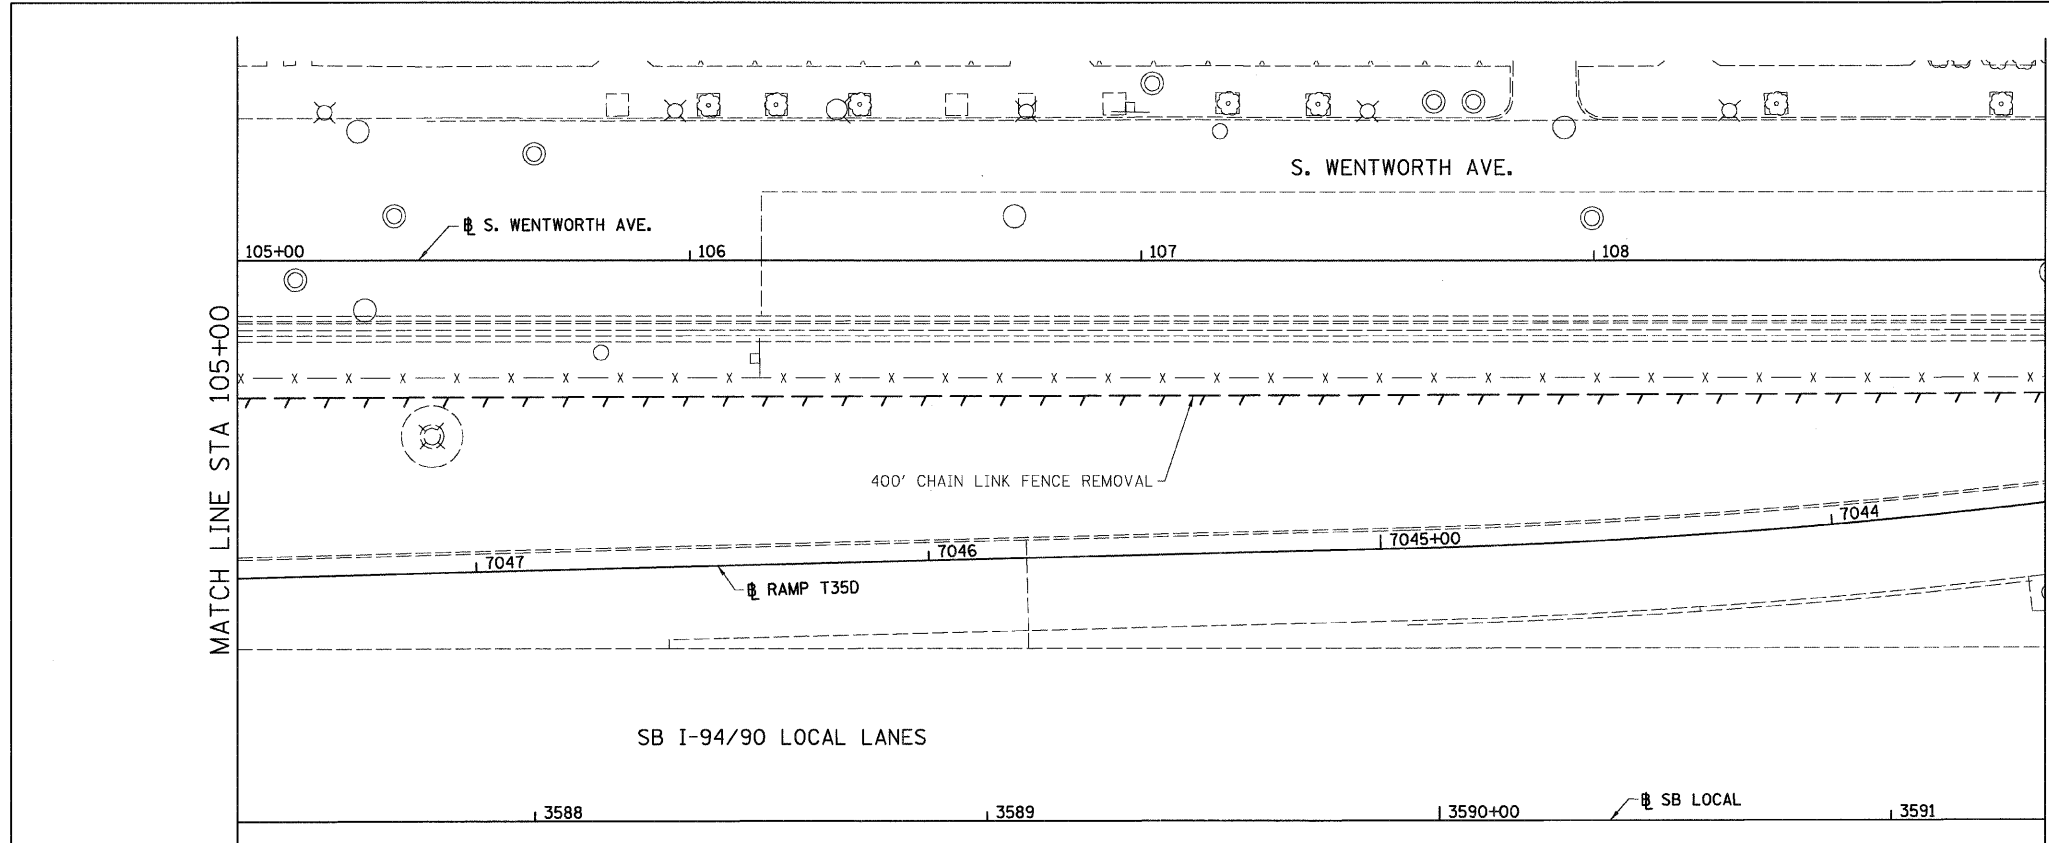 S. WENTWORTH AVE.
℄ S. WENTWORTH AVE.
105+00 106 107 108
MATCH LINE STA 105+00
400' CHAIN LINK FENCE REMOVAL
7047 7046 7045+00 7044
℄ RAMP T35D
SB I-94/90 LOCAL LANES
℄ SB LOCAL
3588 3589 3590+00 3591